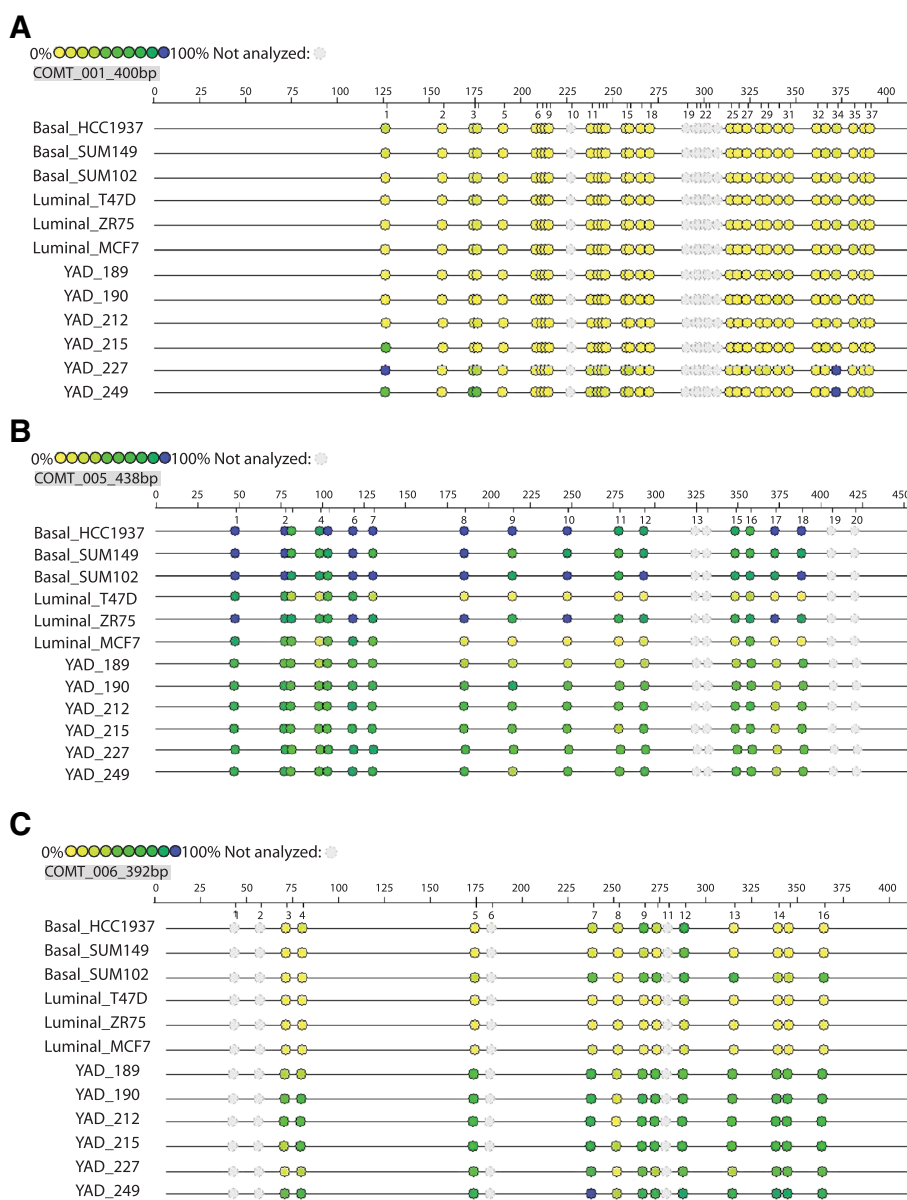 A
0% 100% Not analyzed:
COMT_001_400bp
0 25 50 75 100 125 150 175 200 225 250 275 300 325 350 375 400
1 2 3 5 6 9 10 11 15 18 19 22 25 27 29 31 32 34 35 37
Basal_HCC1937
Basal_SUM149
Basal_SUM102
Luminal_T47D
Luminal_ZR75
Luminal_MCF7
YAD_189
YAD_190
YAD_212
YAD_215
YAD_227
YAD_249
B
0% 100% Not analyzed:
COMT_005_438bp
0 25 50 75 100 125 150 175 200 225 250 275 300 325 350 375 400 425 450
1 2 4 6 7 8 9 10 11 12 13 15 16 17 18 19 20
Basal_HCC1937
Basal_SUM149
Basal_SUM102
Luminal_T47D
Luminal_ZR75
Luminal_MCF7
YAD_189
YAD_190
YAD_212
YAD_215
YAD_227
YAD_249
C
0% 100% Not analyzed:
COMT_006_392bp
0 25 50 75 100 125 150 175 200 225 250 275 300 325 350 375 400
1 2 3 4 5 6 7 8 9 11 12 13 14 16
Basal_HCC1937
Basal_SUM149
Basal_SUM102
Luminal_T47D
Luminal_ZR75
Luminal_MCF7
YAD_189
YAD_190
YAD_212
YAD_215
YAD_227
YAD_249